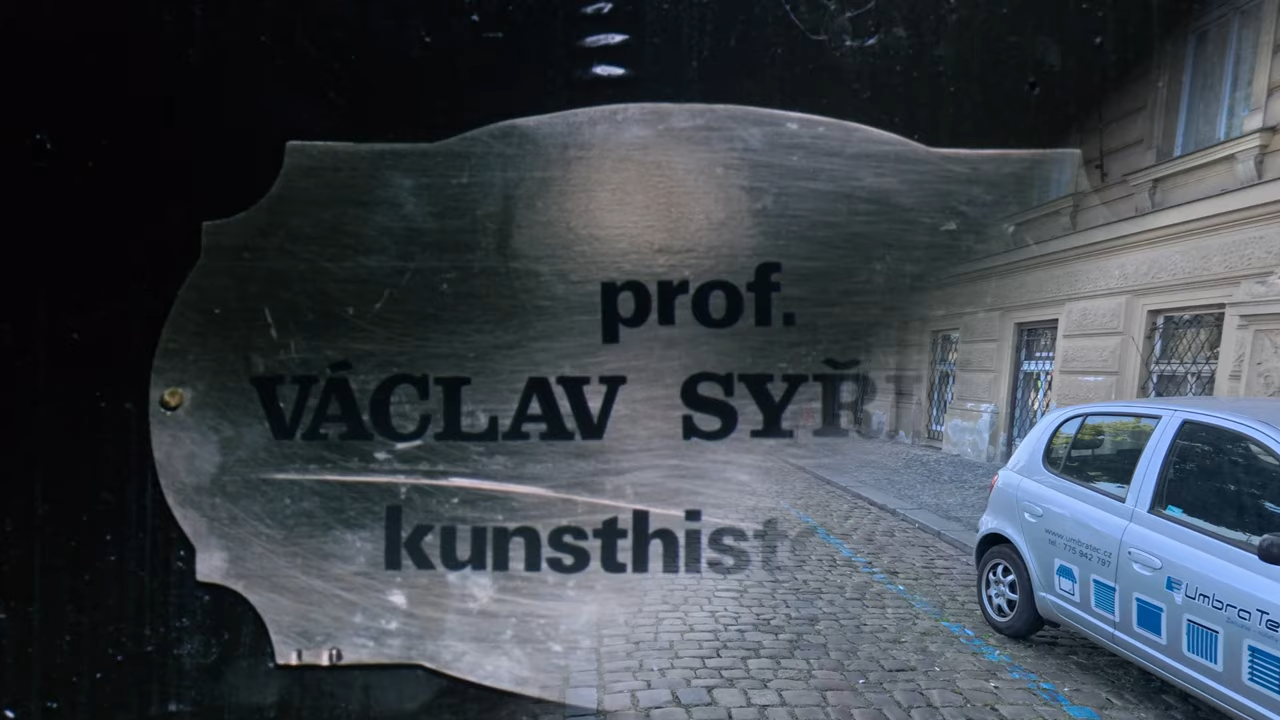 prof.
VÁCLAV SYŘ
kunsthist
www.umbratec.cz
tel.: 775 942 797
UmbraTe